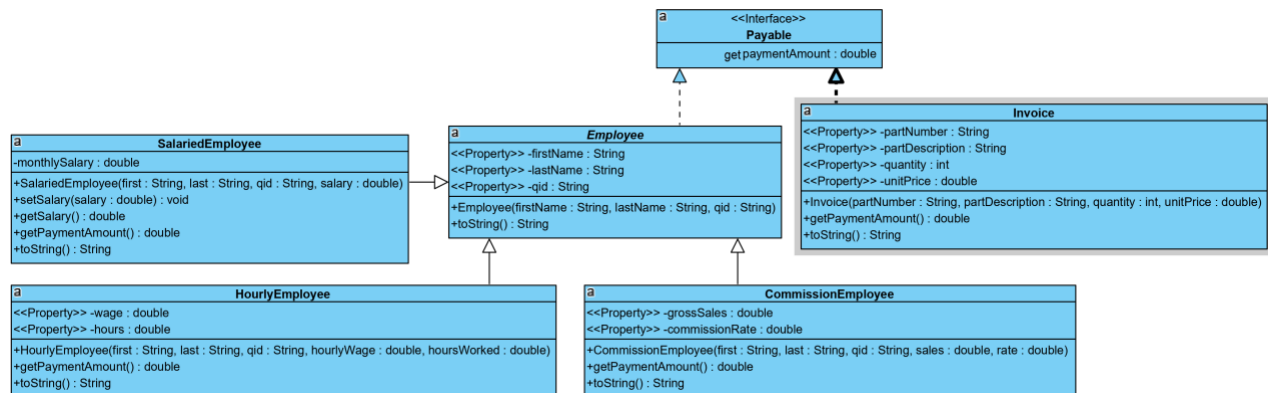 a
<<Interface>>
Payable
get paymentAmount : double
a
SalariedEmployee
-monthlySalary : double
+SalariedEmployee(first : String, last : String, qid : String, salary : double)
+setSalary(salary : double) : void
+getSalary() : double
+getPaymentAmount() : double
+toString() : String
a
Employee
<<Property>> -firstName : String
<<Property>> -lastName : String
<<Property>> -qid : String
+Employee(firstName : String, lastName : String, qid : String)
+toString() : String
a
Invoice
<<Property>> -partNumber : String
<<Property>> -partDescription : String
<<Property>> -quantity : int
<<Property>> -unitPrice : double
+Invoice(partNumber : String, partDescription : String, quantity : int, unitPrice : double)
+getPaymentAmount() : double
+toString() : String
a
HourlyEmployee
<<Property>> -wage : double
<<Property>> -hours : double
+HourlyEmployee(first : String, last : String, qid : String, hourlyWage : double, hoursWorked : double)
+getPaymentAmount() : double
+toString() : String
a
CommissionEmployee
<<Property>> -grossSales : double
<<Property>> -commissionRate : double
+CommissionEmployee(first : String, last : String, qid : String, sales : double, rate : double)
+getPaymentAmount() : double
+toString() : String